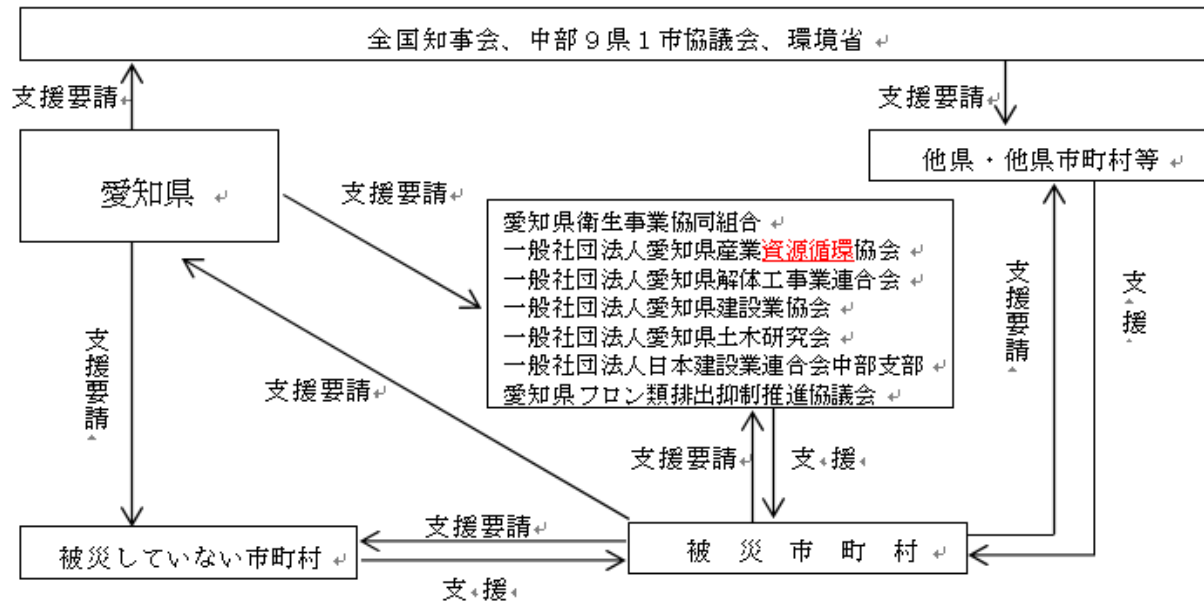 全国知事会、中部９県１市協議会、環境省
支援要請
支援要請
愛知県
他県・他県市町村等
支援要請
愛知県衛生事業協同組合
一般社団法人愛知県産業資源循環協会
一般社団法人愛知県解体工事業連合会
一般社団法人愛知県建設業協会
一般社団法人愛知県土木研究会
一般社団法人日本建設業連合会中部支部
愛知県フロン類排出抑制推進協議会
支援要請
支援
支援要請
支援要請
支援要請
支援
支援要請
被災していない市町村
被災市町村
支援